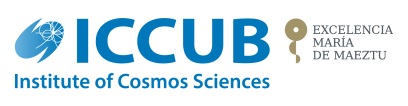 ICCUB
Institute of Cosmos Sciences
EXCELENCIA
MARÍA
DE MAEZTU